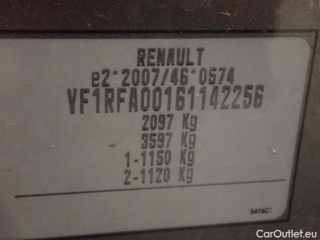 RENAULT
e2*2007/46*0574
VF1RFA00161142256
2097 Kg
3597 Kg
1-1150 Kg
2-1120 Kg
CarOutlet.eu